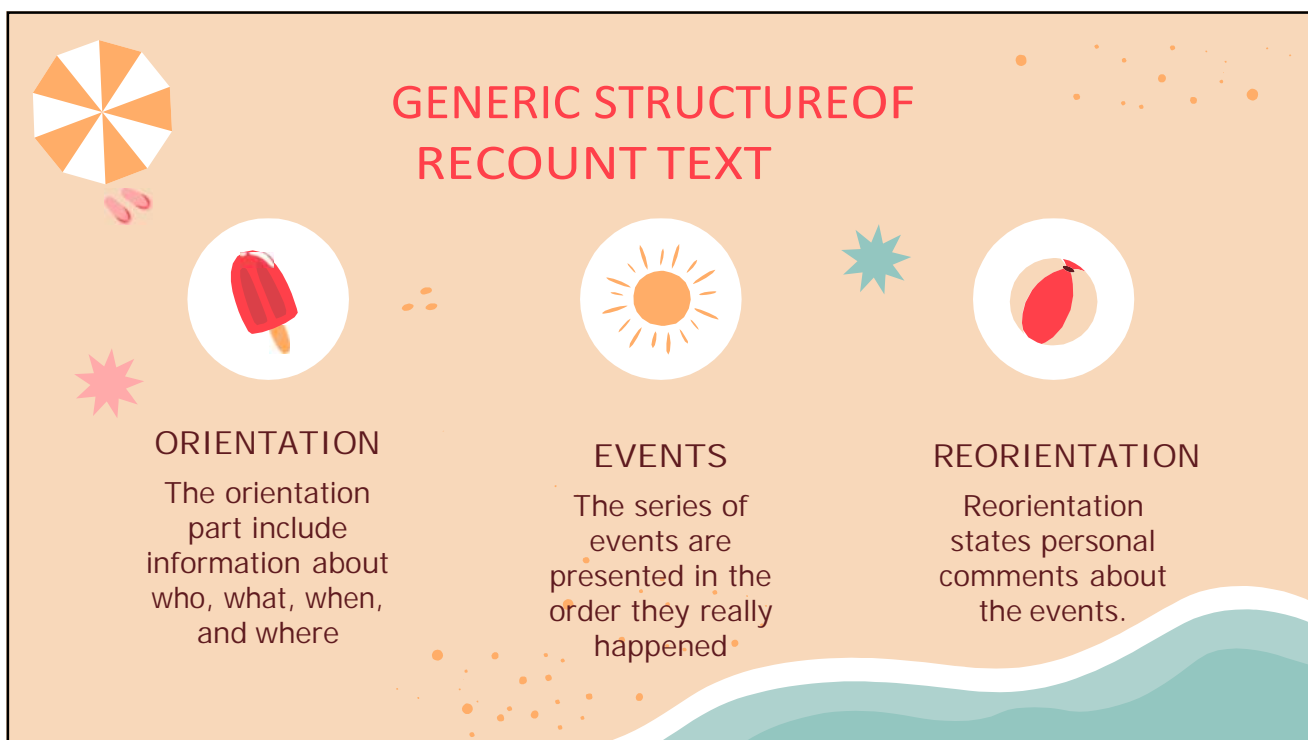 GENERIC STRUCTUREOF
RECOUNT TEXT
ORIENTATION
The orientation
part include
information about
who, what, when,
and where
EVENTS
The series of
events are
presented in the
order they really
happened
REORIENTATION
Reorientation
states personal
comments about
the events.